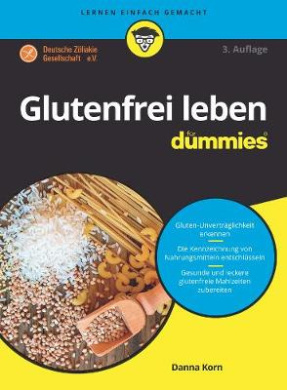 LERNEN EINFACH GEMACHT
Deutsche Zöliakie
Gesellschaft e.V.
3. Auflage
Glutenfrei leben
für
dummies®
Gluten-Unverträglichkeit
erkennen
Die Kennzeichnung von
Nahrungsmitteln entschlüsseln
Gesunde und leckere
glutenfreie Mahlzeiten
zubereiten
Danna Korn